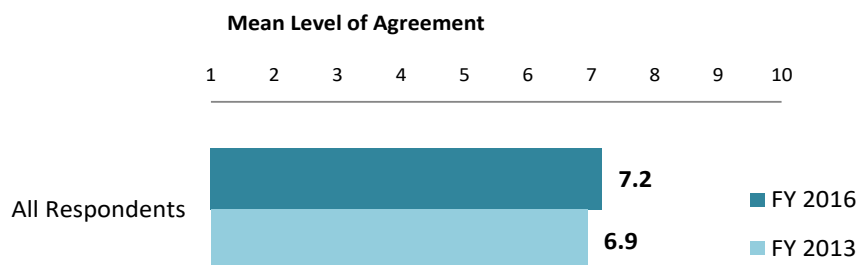 Mean Level of Agreement
1 2 3 4 5 6 7 8 9 10
All Respondents
7.2
6.9
FY 2016
FY 2013